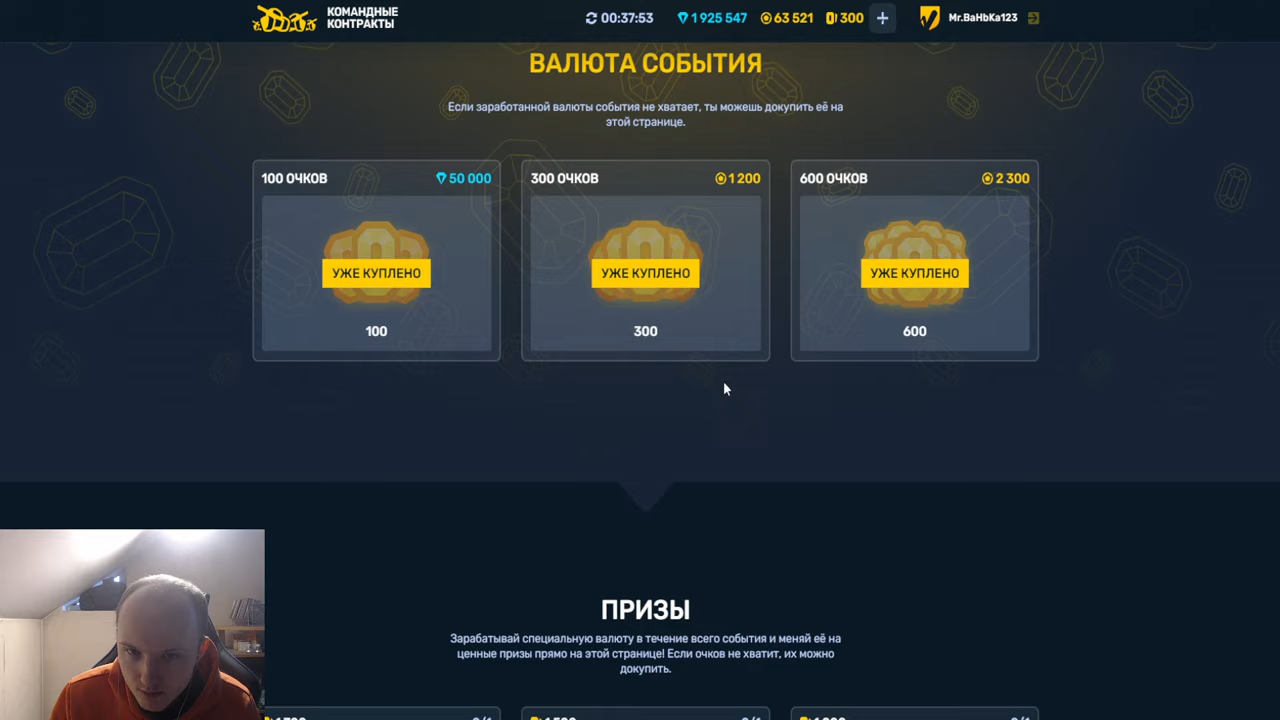 КОМАНДНЫЕ
КОНТРАКТЫ
00:37:53
1 925 547
63 521
300
+
Mr.BaHbKa123
ВАЛЮТА СОБЫТИЯ
Если заработанной валюты события не хватает, ты можешь докупить её на
этой странице.
100 ОЧКОВ 50 000
УЖЕ КУПЛЕНО
100
300 ОЧКОВ 1 200
УЖЕ КУПЛЕНО
300
600 ОЧКОВ 2 300
УЖЕ КУПЛЕНО
600
ПРИЗЫ
Зарабатывай специальную валюту в течение всего события и меняй её на
ценные призы прямо на этой странице! Если очков не хватит, их можно
докупить.